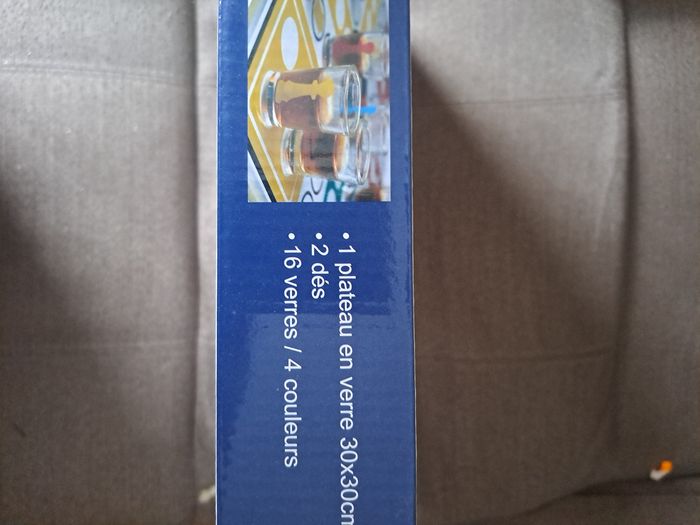 • 1 plateau en verre 30x30cm
• 2 dés
• 16 verres / 4 couleurs